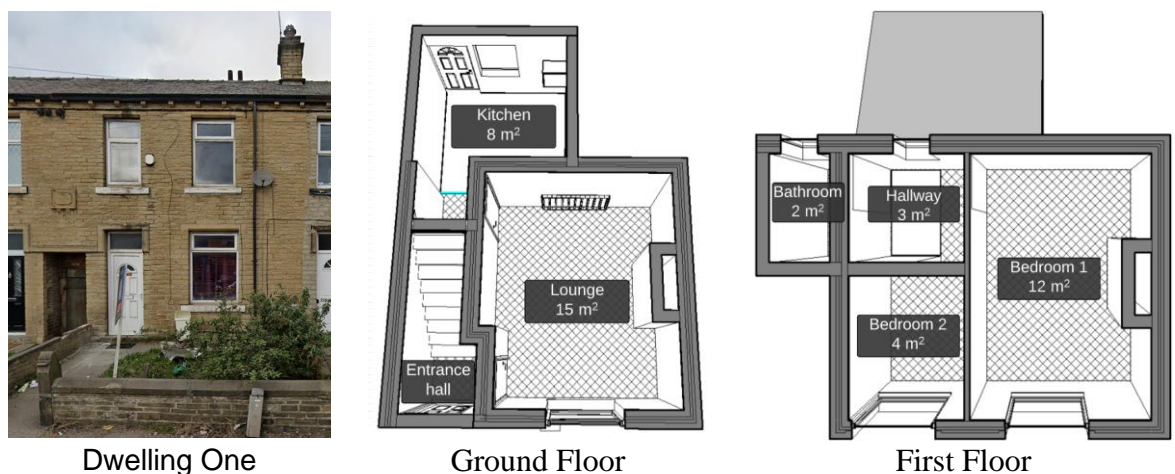 Kitchen
8 m²
Lounge
15 m²
Entrance
hall
Bathroom
2 m²
Hallway
3 m²
Bedroom 1
12 m²
Bedroom 2
4 m²
Dwelling One
Ground Floor
First Floor